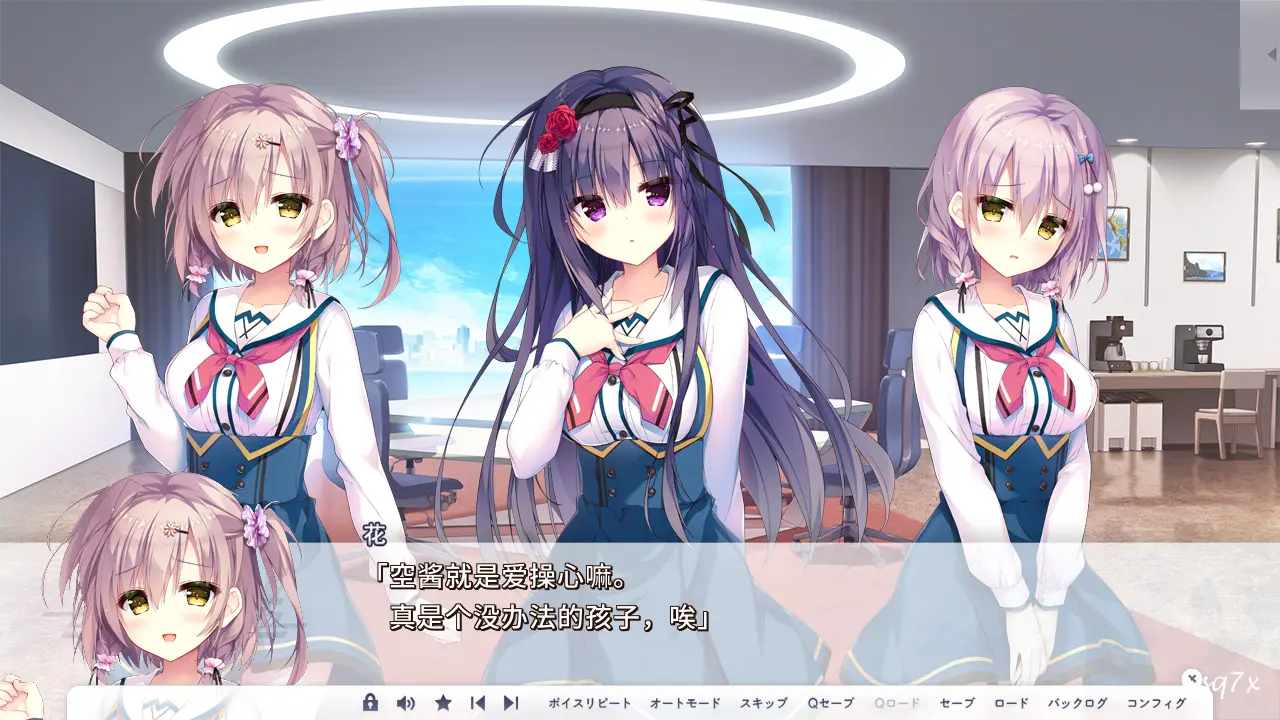 花
「空酱就是爱操心嘛。
真是个没办法的孩子，唉」
ボイスリピート オートモード スキップ Qセーブ Qロード セーブ ロード バックログ コンフィグ